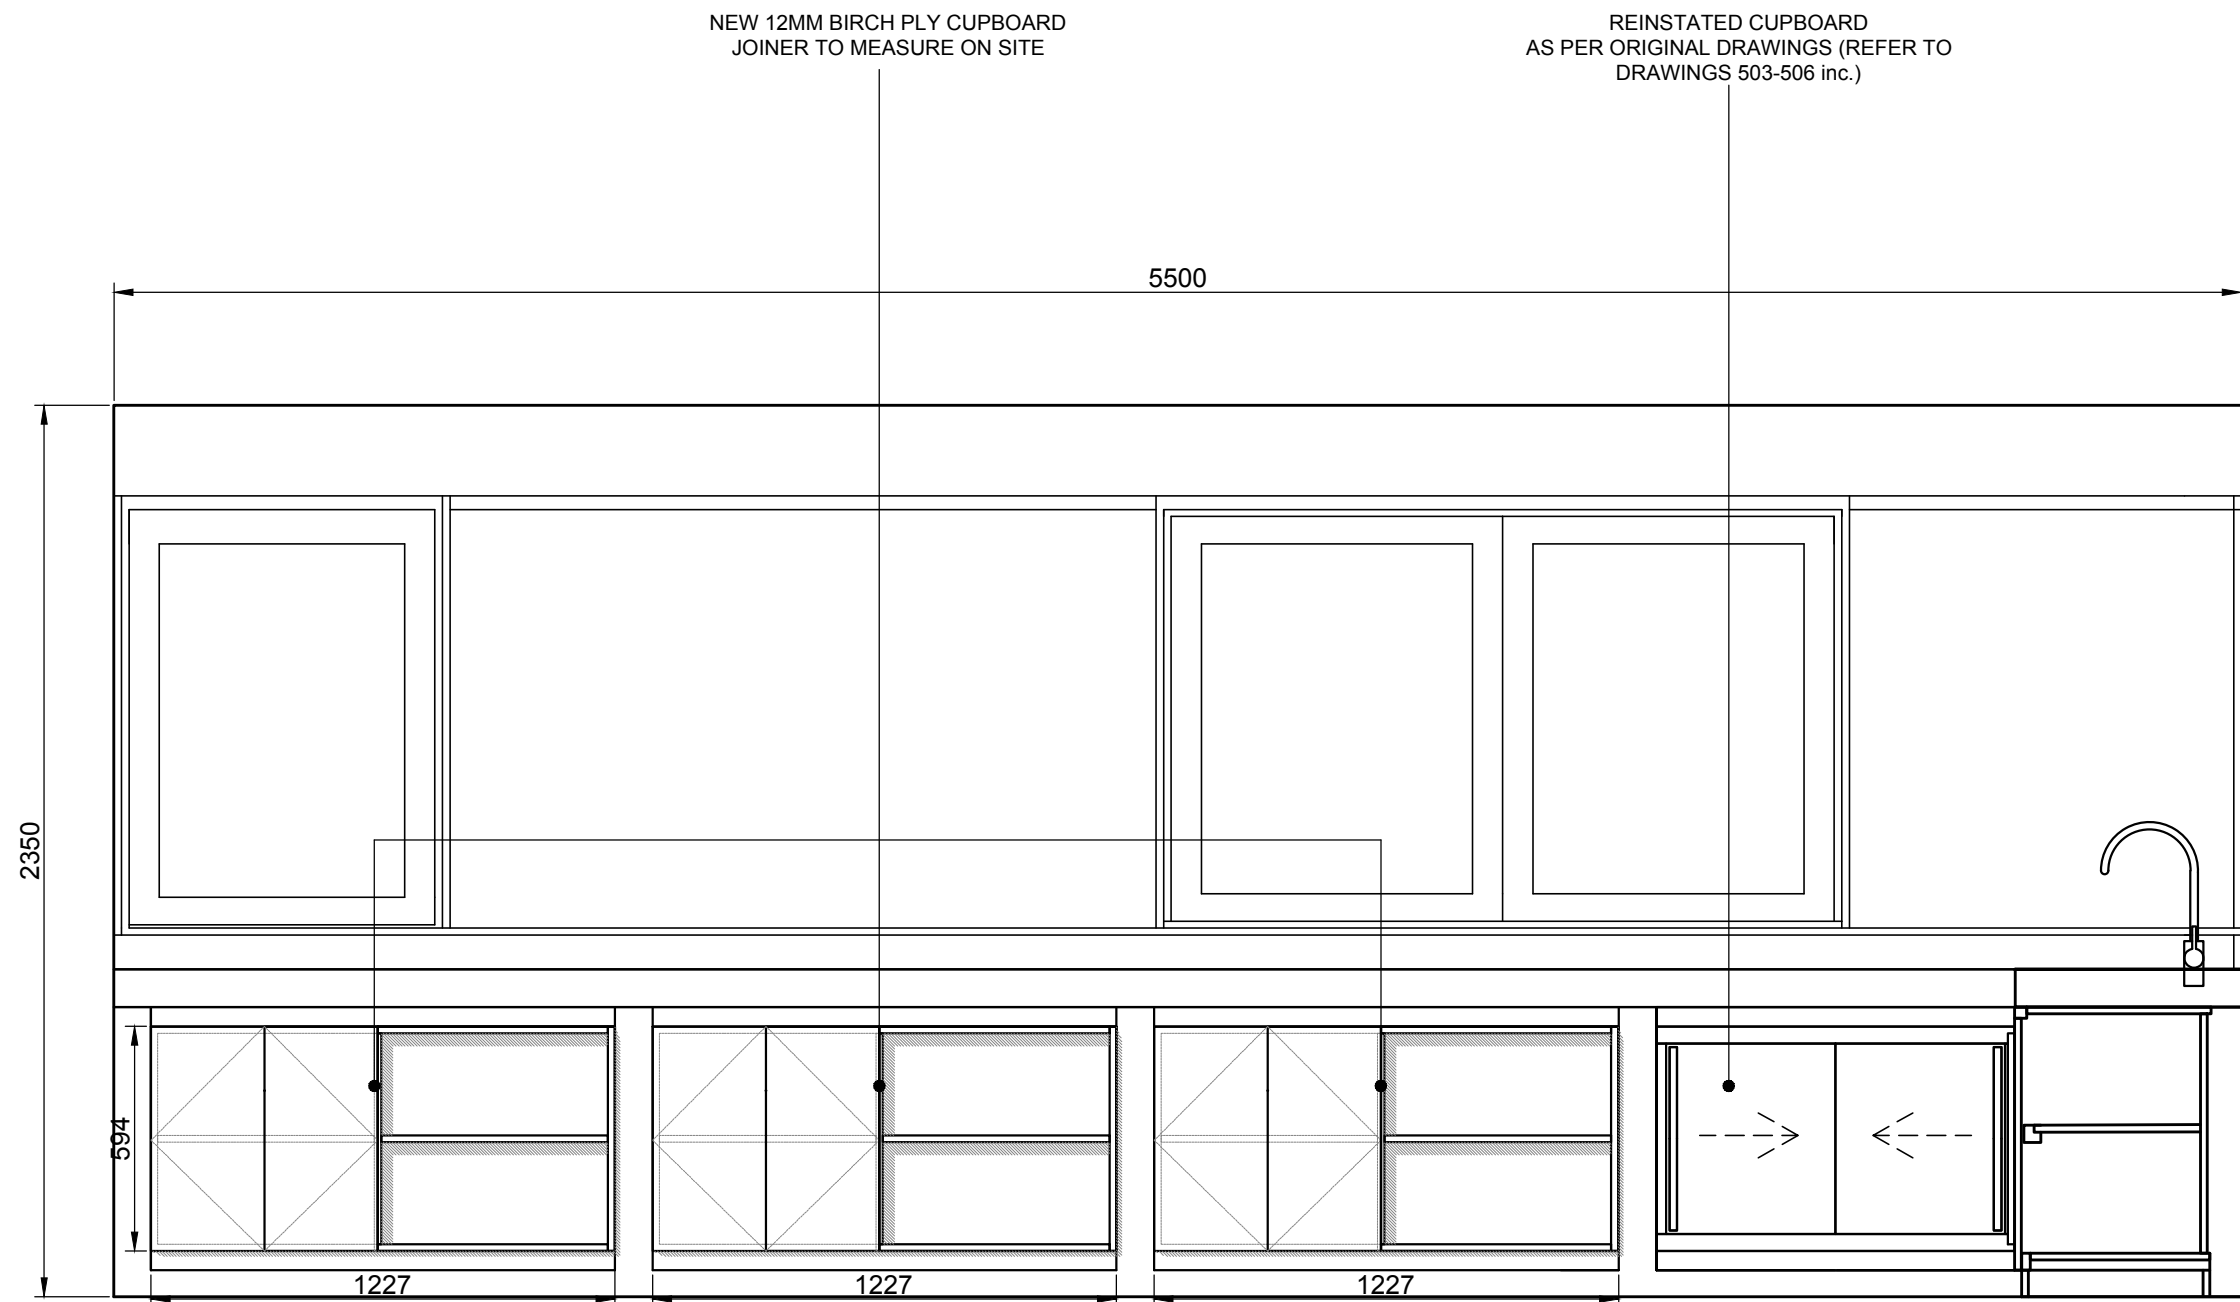 NEW 12MM BIRCH PLY CUPBOARD
JOINER TO MEASURE ON SITE
REINSTATED CUPBOARD
AS PER ORIGINAL DRAWINGS (REFER TO
DRAWINGS 503-506 inc.)
5500
2350
594
1227
1227
1227